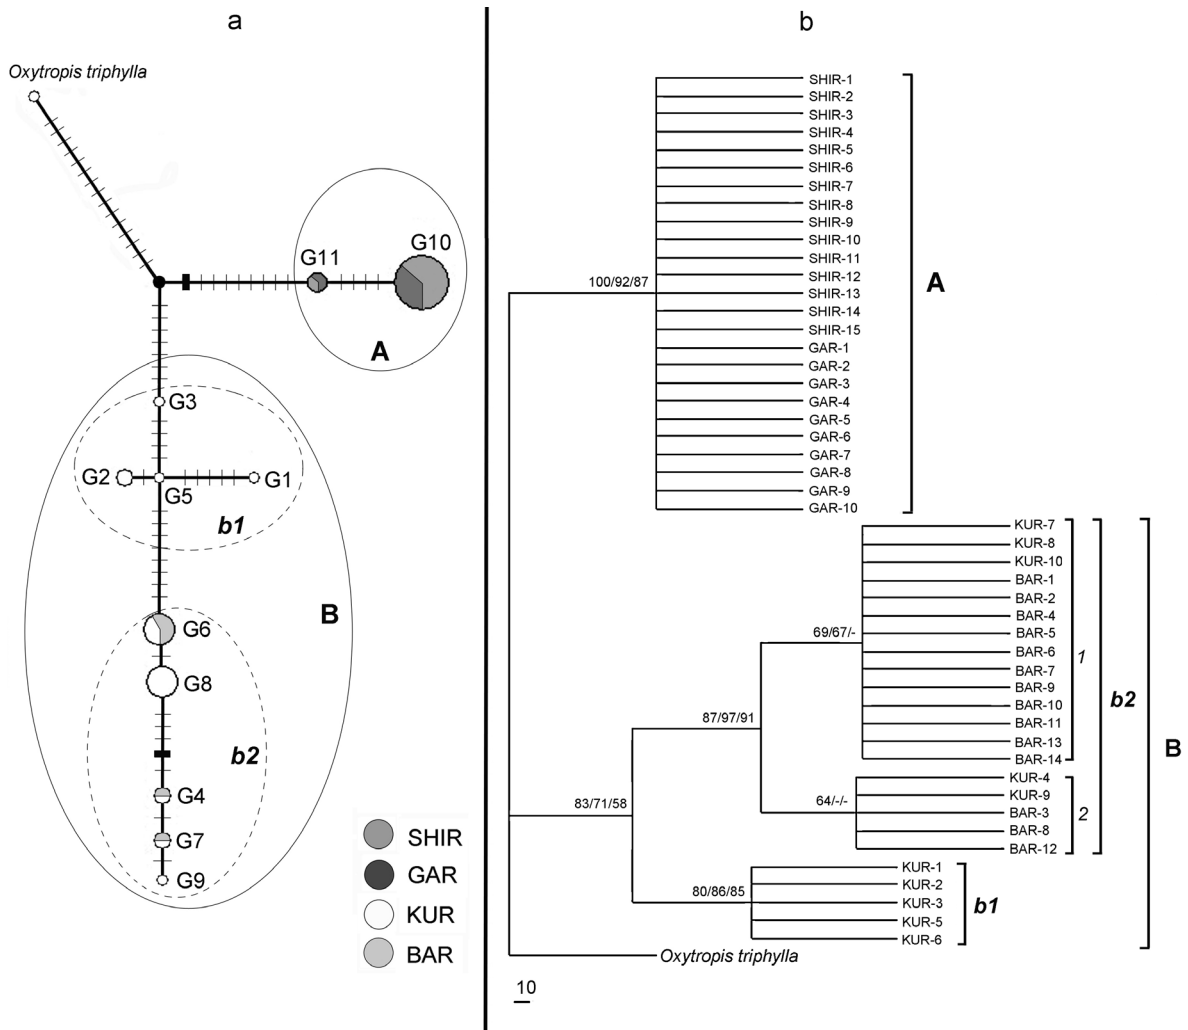 a
Oxytropis triphylla
G10
G11
A
G3
G2
G1
G5
b1
B
G6
G8
b2
G4
G7
G9
SHIR
GAR
KUR
BAR
b
SHIR-1
SHIR-2
SHIR-3
SHIR-4
SHIR-5
SHIR-6
SHIR-7
SHIR-8
SHIR-9
SHIR-10
SHIR-11
SHIR-12
100/92/87
A
SHIR-13
SHIR-14
SHIR-15
GAR-1
GAR-2
GAR-3
GAR-4
GAR-5
GAR-6
GAR-7
GAR-8
GAR-9
GAR-10
KUR-7
KUR-8
KUR-10
BAR-1
BAR-2
BAR-4
69/67/-
BAR-5
BAR-6
1
BAR-7
BAR-9
b2
BAR-10
87/97/91
BAR-11
BAR-13
B
BAR-14
KUR-4
83/71/58
64/-/-
KUR-9
BAR-3
2
BAR-8
BAR-12
KUR-1
80/86/85
KUR-2
KUR-3
b1
KUR-5
KUR-6
Oxytropis triphylla
10